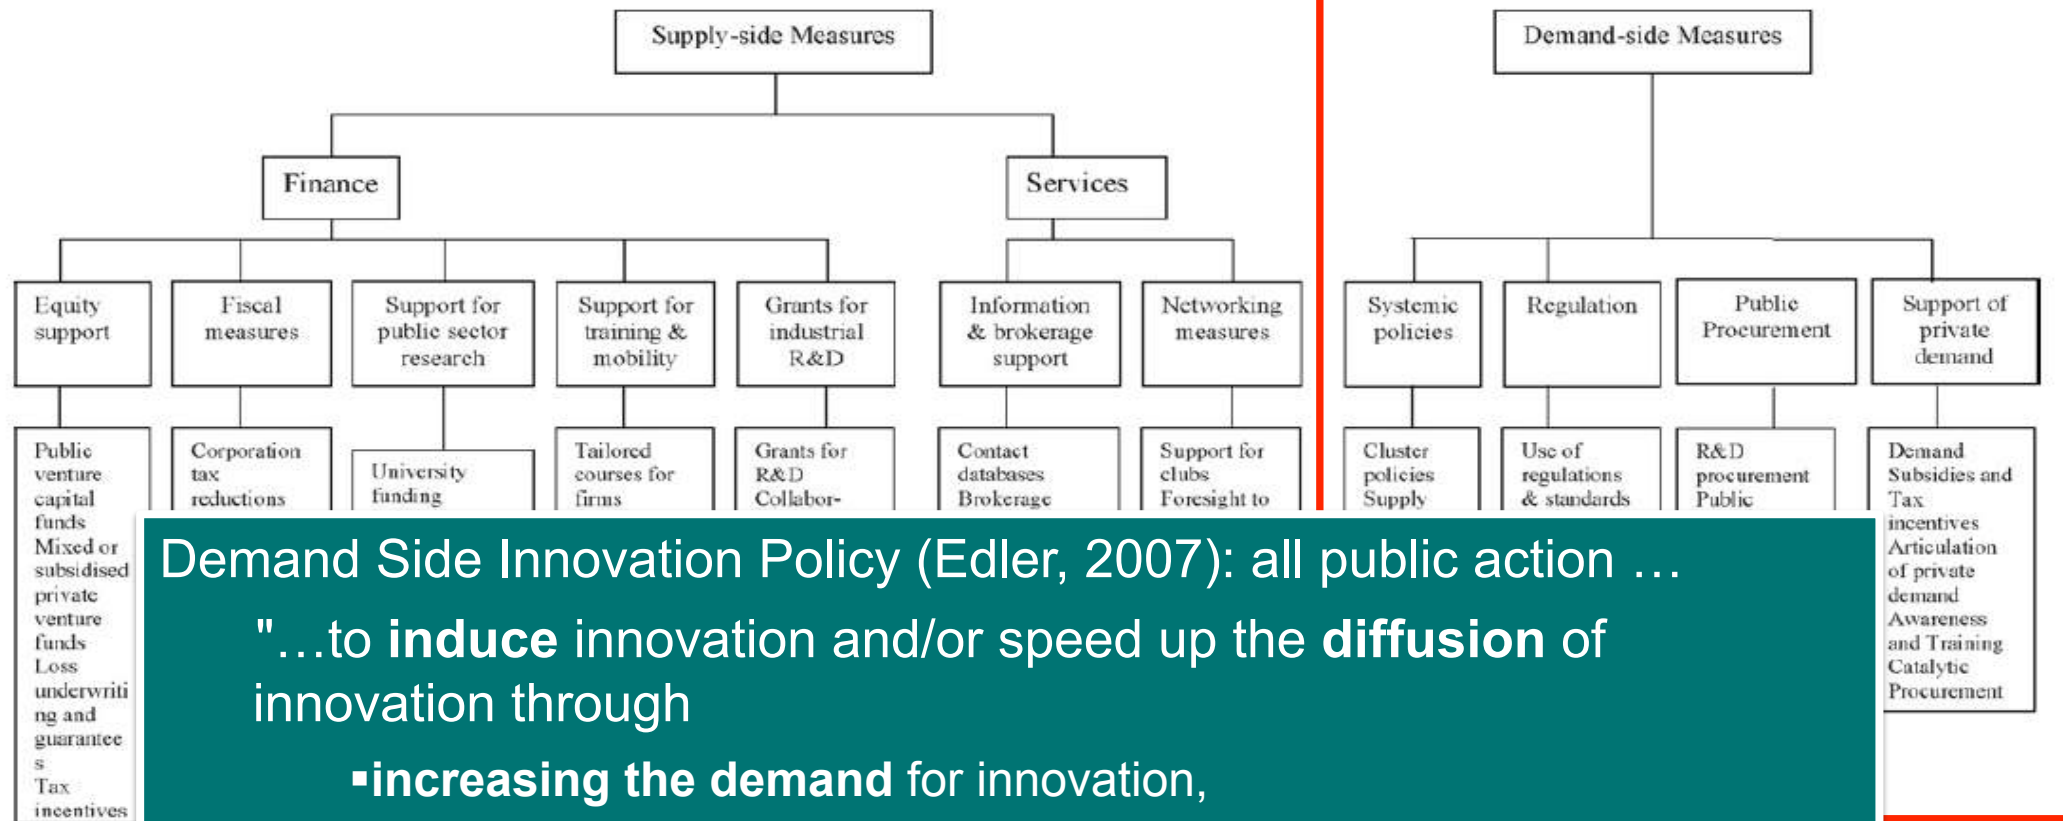 Supply-side Measures
Demand-side Measures
Finance
Services
Equity
support
Fiscal
measures
Support for
public sector
research
Support for
training &
mobility
Grants for
industrial
R&D
Information
& brokerage
support
Networking
measures
Systemic
policies
Regulation
Public
Procurement
Support of
private
demand
Public
venture
capital
funds
Mixed or
subsidised
private
venture
funds
Loss
underwriti
ng and
guarantee
s
Tax
incentives
Corporation
tax
reductions
University
funding
Tailored
courses for
firms
Grants for
R&D
Collabor-
Contact
databases
Brokerage
Support for
clubs
Foresight to
Cluster
policies
Supply
Use of
regulations
& standards
R&D
procurement
Public
Demand
Subsidies and
Tax
incentives
Articulation
of private
demand
Awareness
and Training
Catalytic
Procurement
Demand Side Innovation Policy (Edler, 2007): all public action …
"…to induce innovation and/or speed up the diffusion of
innovation through
▪increasing the demand for innovation,